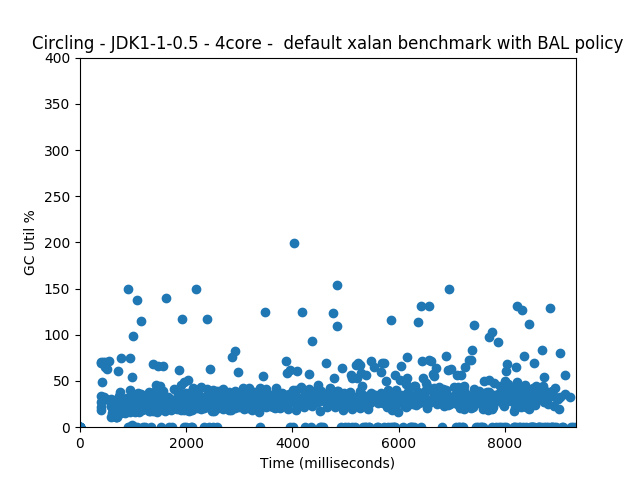 Circling - JDK1-1-0.5 - 4core -  default xalan benchmark with BAL policy
400
350
300
250
200
150
100
50
0
GC Util %
0 2000 4000 6000 8000
Time (milliseconds)